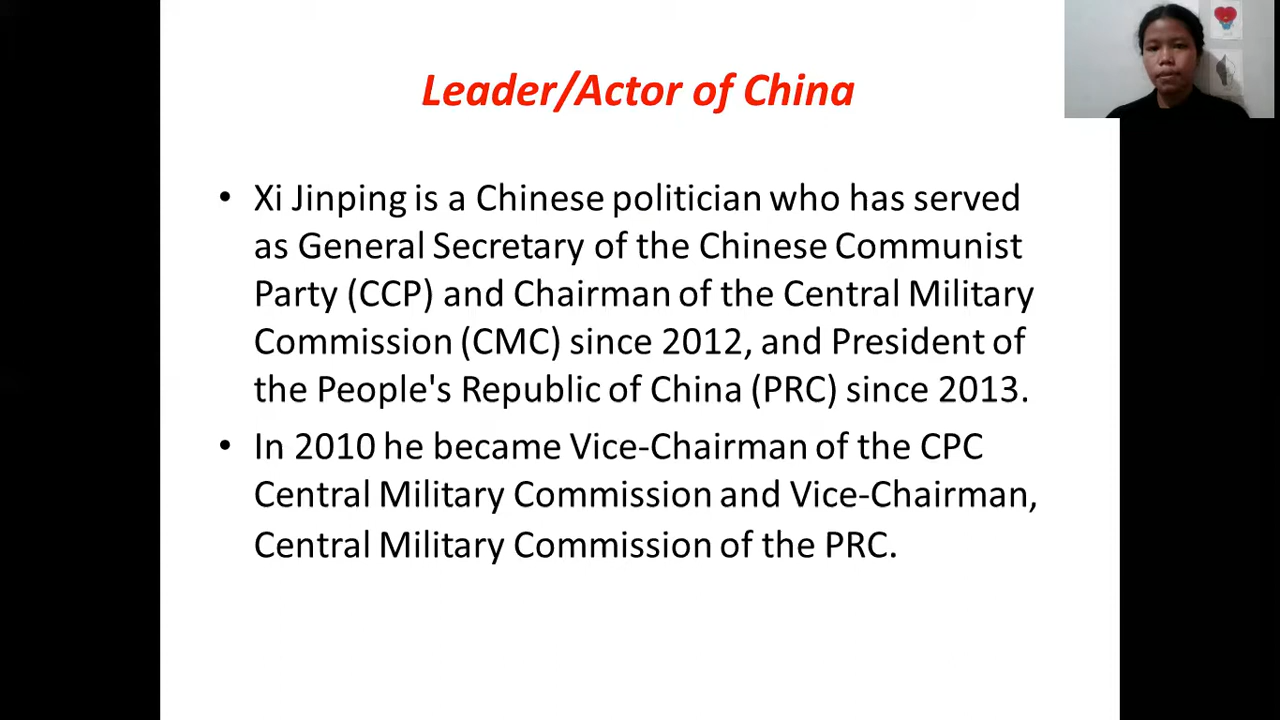 Leader/Actor of China
• Xi Jinping is a Chinese politician who has served
as General Secretary of the Chinese Communist
Party (CCP) and Chairman of the Central Military
Commission (CMC) since 2012, and President of
the People's Republic of China (PRC) since 2013.
• In 2010 he became Vice-Chairman of the CPC
Central Military Commission and Vice-Chairman,
Central Military Commission of the PRC.